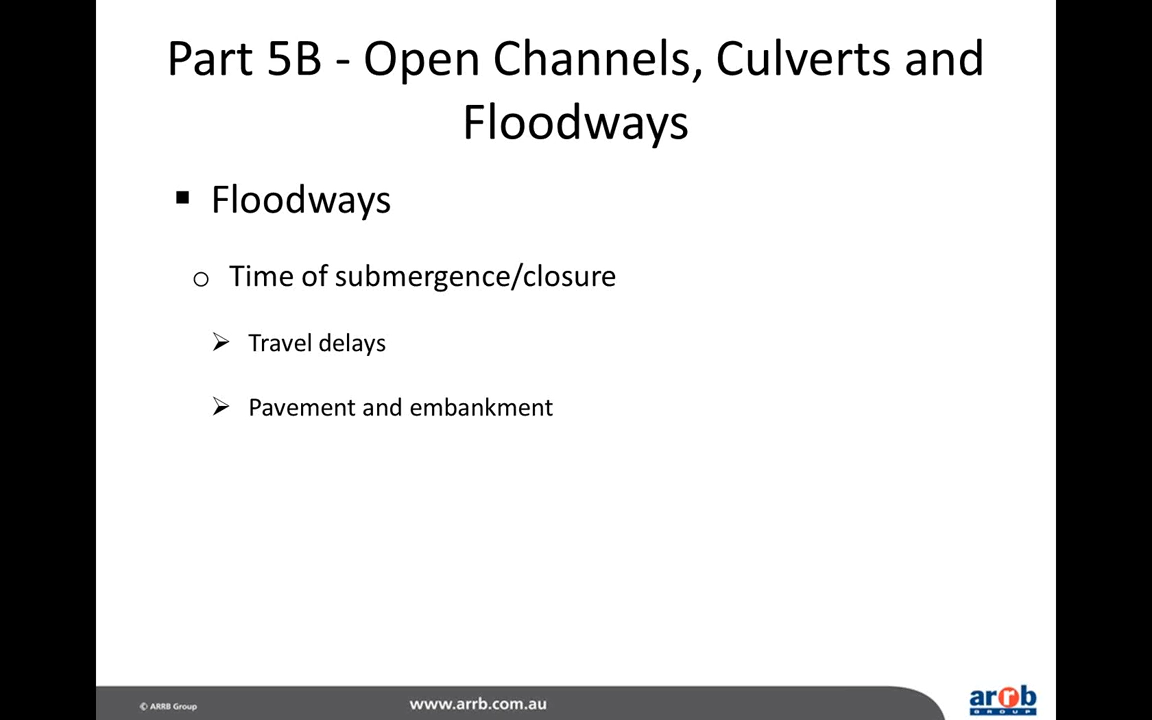 Part 5B - Open Channels, Culverts and
Floodways
▪ Floodways
o Time of submergence/closure
➢ Travel delays
➢ Pavement and embankment
© ARRB Group
www.arrb.com.au
arrb
GROUP